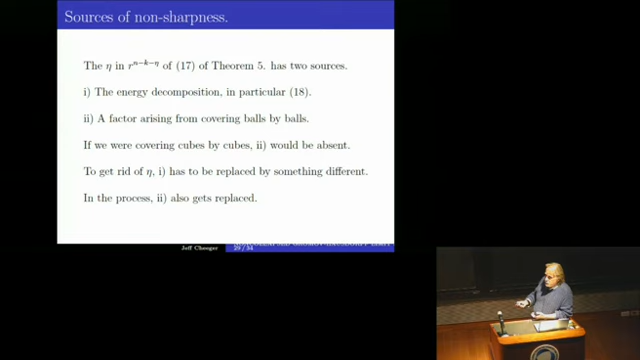 Sources of non-sharpness.
The η in r^{n−k−η} of (17) of Theorem 5. has two sources.
i) The energy decomposition, in particular (18).
ii) A factor arising from covering balls by balls.
If we were covering cubes by cubes, ii) would be absent.
To get rid of η, i) has to be replaced by something different.
In the process, ii) also gets replaced.
Jeff Cheeger
29 / 34